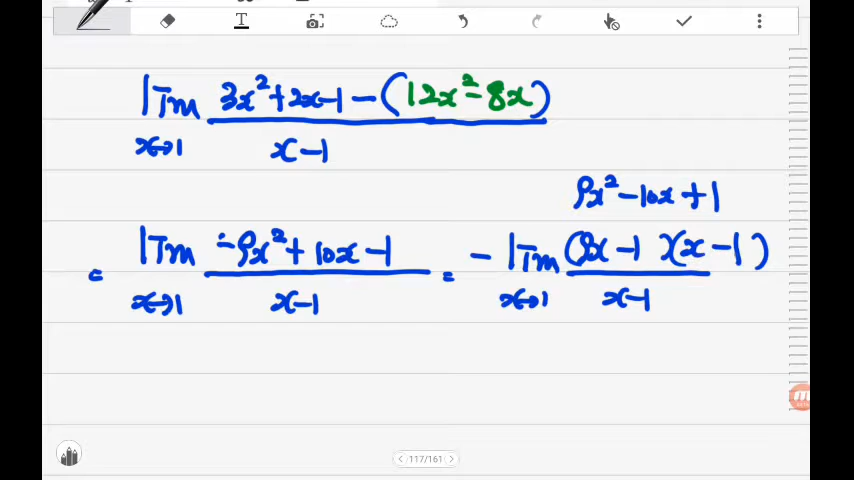 lim 3x²+2x-1-(12x²-8x)
x→1 x-1
9x²-10x+1
= lim -9x²+10x-1 = - lim (9x-1)(x-1)
x→1 x-1 x→1 x-1
117/161